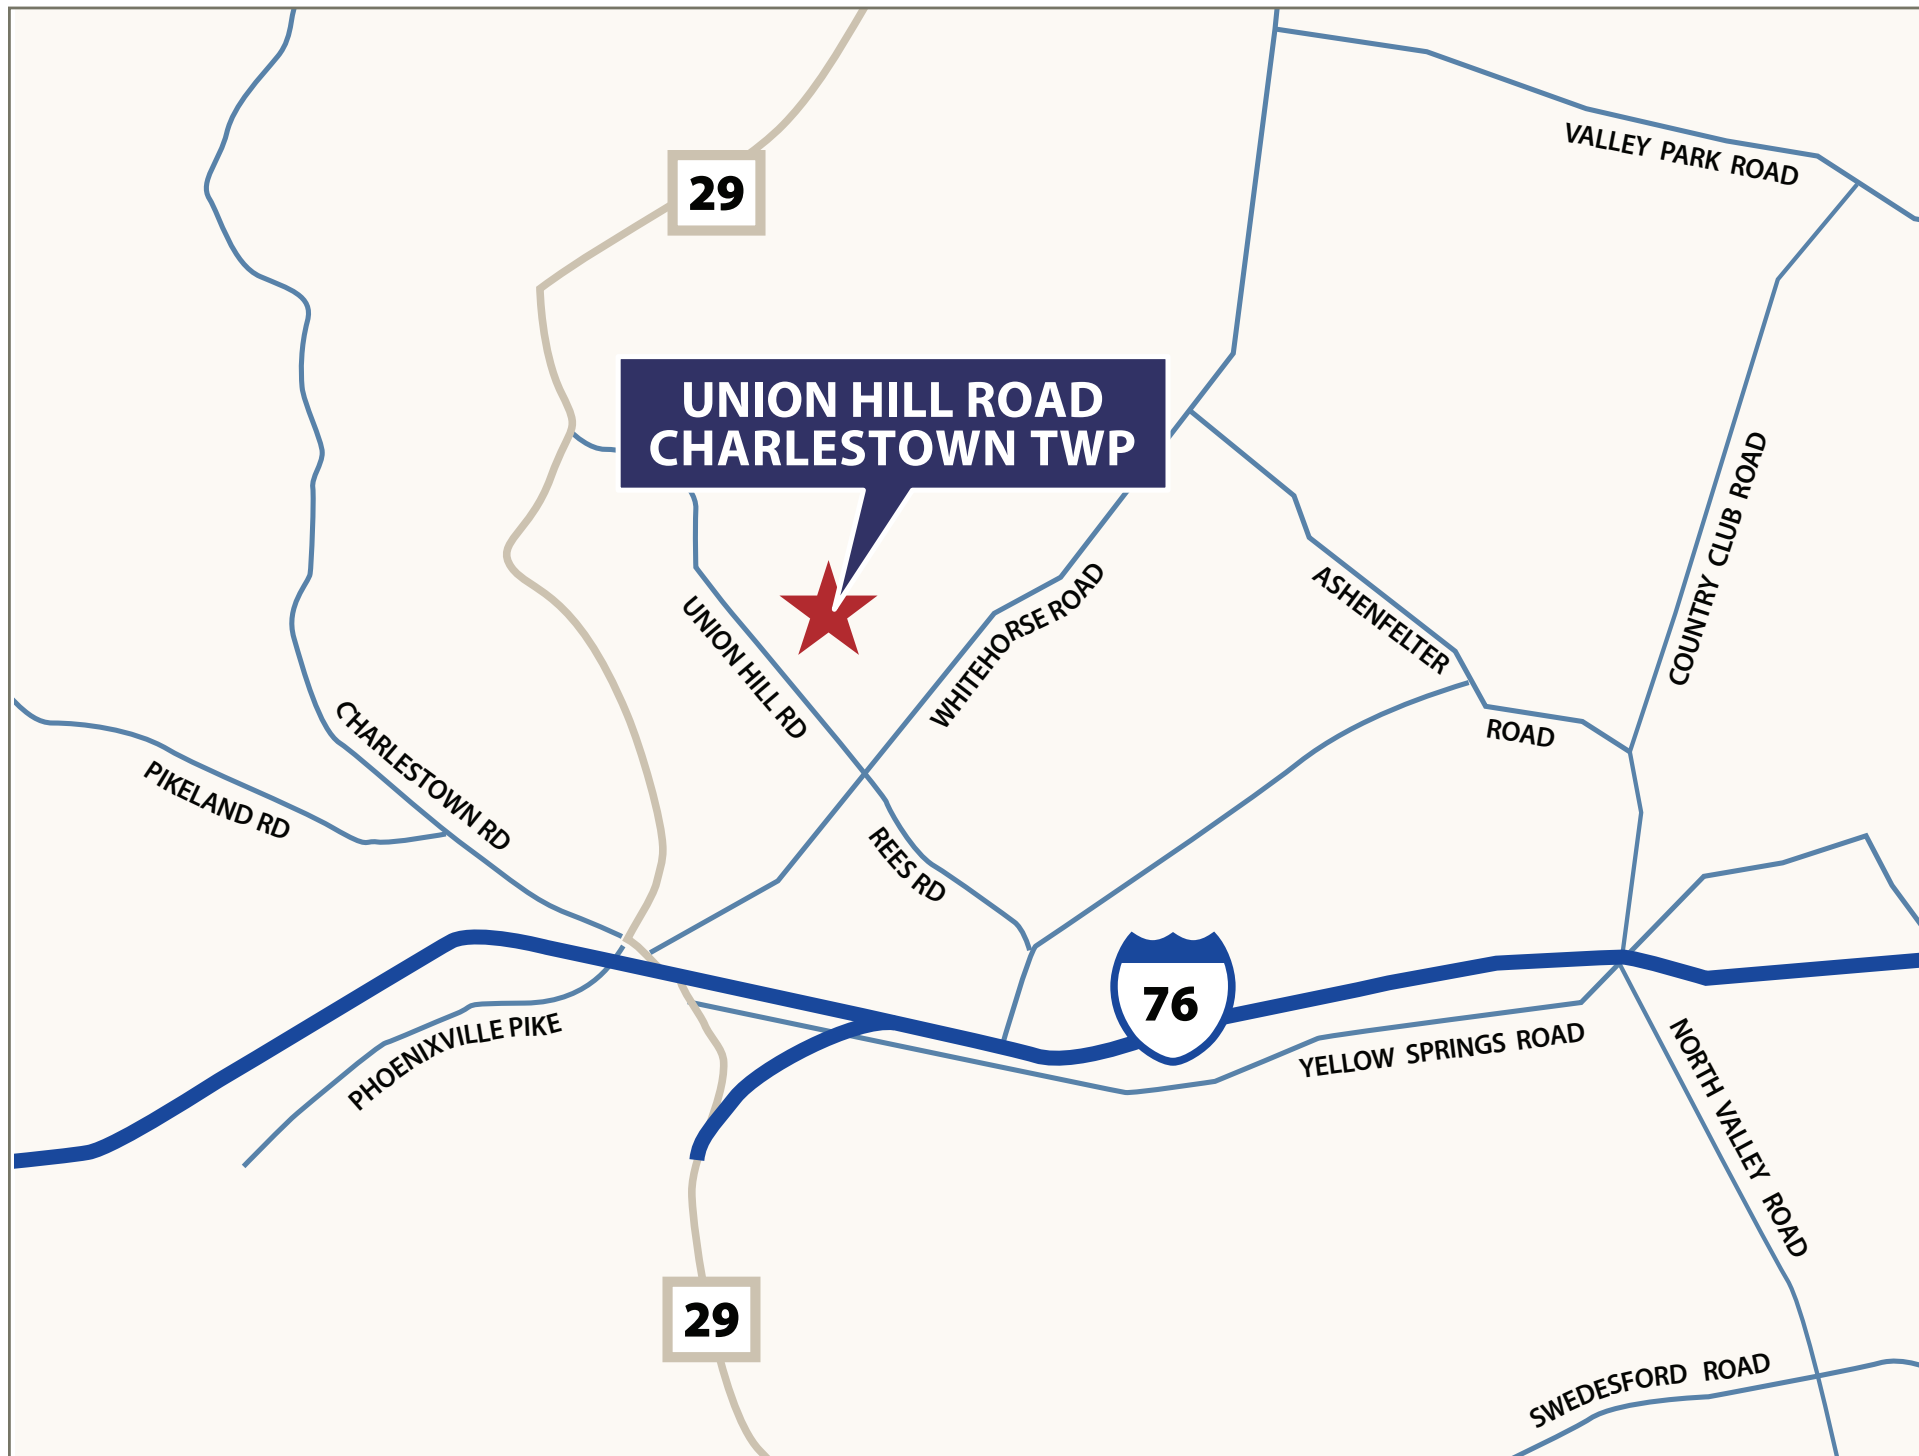 VALLEY PARK ROAD
29
UNION HILL ROAD
CHARLESTOWN TWP
COUNTRY CLUB ROAD
ASHENFELTER
ROAD
WHITEHORSE ROAD
UNION HILL RD
CHARLESTOWN RD
PIKELAND RD
REES RD
76
PHOENIXVILLE PIKE
YELLOW SPRINGS ROAD
NORTH VALLEY ROAD
29
SWEDESFORD ROAD